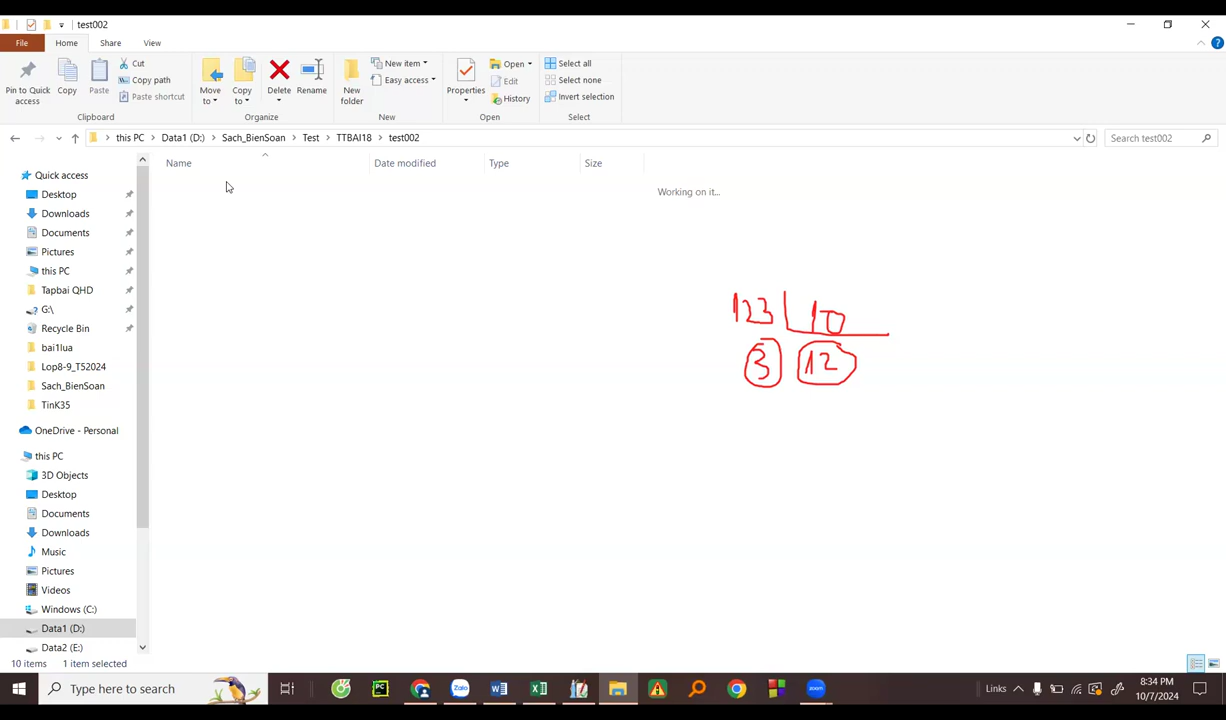 test002
File Home Share View
Pin to Quick access
Copy
Paste
Cut
Copy path
Paste shortcut
Clipboard
Move to
Copy to
Delete
Rename
Organize
New folder
New item
Easy access
New
Properties
Open
Edit
History
Open
Select all
Select none
Invert selection
Select
this PC > Data1 (D:) > Sach_BienSoan > Test > TTBAI18 > test002
Search test002
Name Date modified Type Size
Working on it...
Quick access
Desktop
Downloads
Documents
Pictures
this PC
Tapbai QHD
G:\
Recycle Bin
bai1lua
Lop8-9_T52024
Sach_BienSoan
TinK35
OneDrive - Personal
this PC
3D Objects
Desktop
Documents
Downloads
Music
Pictures
Videos
Windows (C:)
Data1 (D:)
Data2 (E:)
123 10
3 12
10 items 1 item selected
Type here to search
PC
Zalo
zoom
Links
8:34 PM
10/7/2024